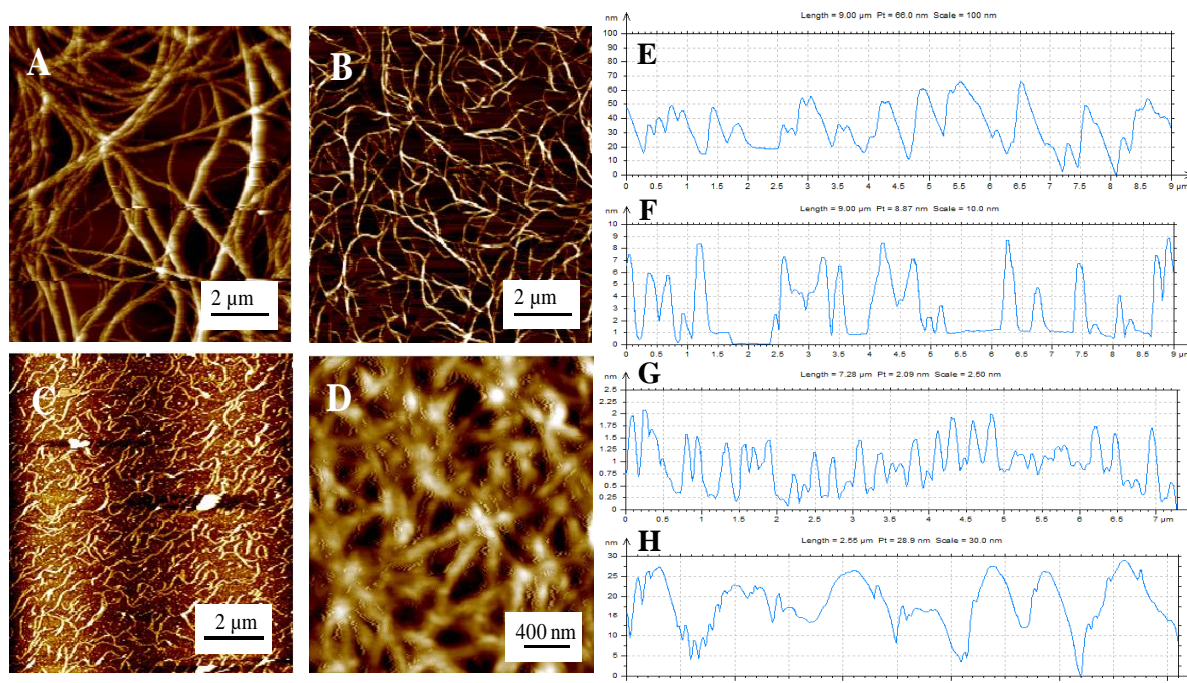 A
2 µm
B
2 µm
C
2 µm
D
400 nm
E
Length = 9.00 µm Pt = 66.0 nm Scale = 100 nm
nm
100
90
80
70
60
50
40
30
20
10
0
0 0.5 1 1.5 2 2.5 3 3.5 4 4.5 5 5.5 6 6.5 7 7.5 8 8.5 9 µm
F
Length = 9.00 µm Pt = 8.87 nm Scale = 10.0 nm
nm
10
9
8
7
6
5
4
3
2
1
0
0 0.5 1 1.5 2 2.5 3 3.5 4 4.5 5 5.5 6 6.5 7 7.5 8 8.5 9 µm
G
Length = 7.28 µm Pt = 2.09 nm Scale = 2.50 nm
nm
2.5
2.25
2
1.75
1.5
1.25
1
0.75
0.5
0.25
0
0 0.5 1 1.5 2 2.5 3 3.5 4 4.5 5 5.5 6 6.5 7 µm
H
Length = 2.55 µm Pt = 28.9 nm Scale = 30.0 nm
nm
30
25
20
15
10
5
0